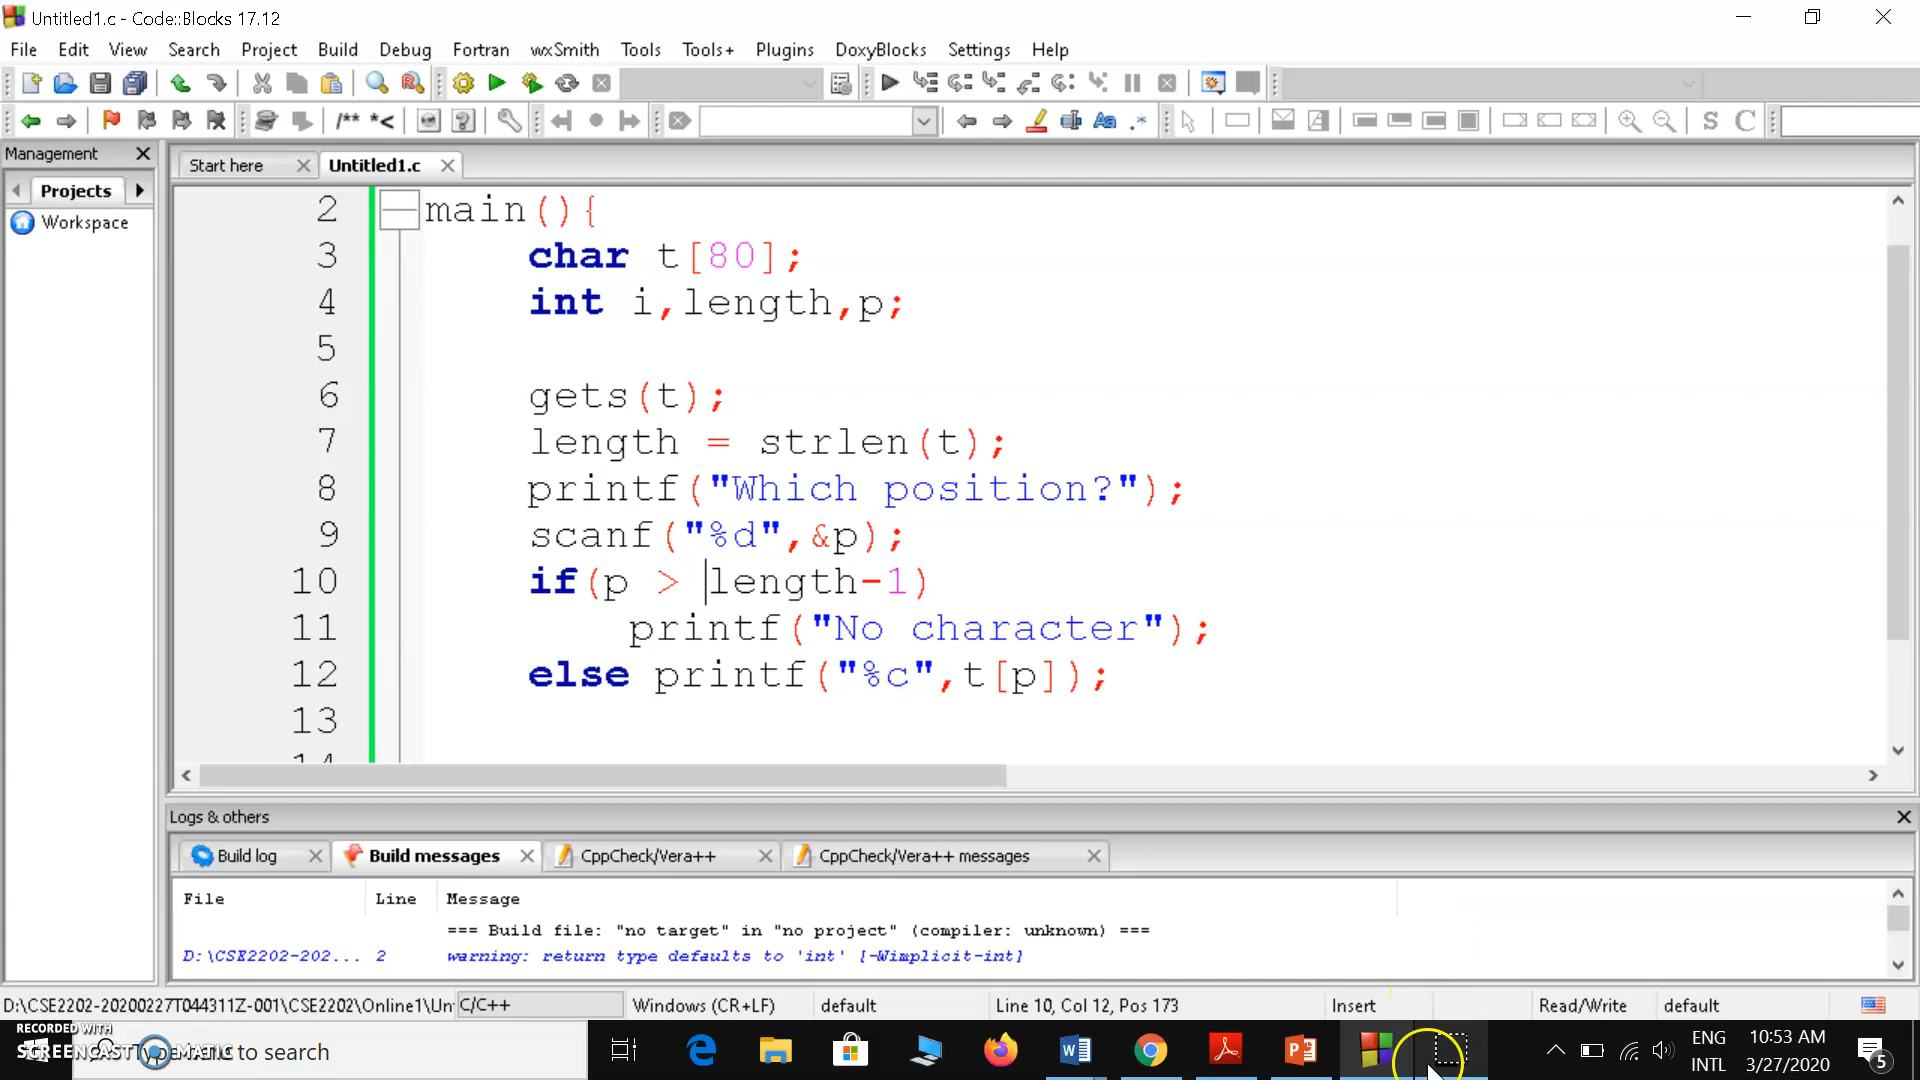 Untitled1.c - Code::Blocks 17.12
File Edit View Search Project Build Debug Fortran wxSmith Tools Tools+ Plugins DoxyBlocks Settings Help
/** *<
Aa .* S C
Management
Start here Untitled1.c
Projects
Workspace
2 main(){
3 char t[80];
4 int i,length,p;
5
6 gets(t);
7 length = strlen(t);
8 printf("Which position?");
9 scanf("%d",&p);
10 if(p > length-1)
11 printf("No character");
12 else printf("%c",t[p]);
13
14
Logs & others
Build log Build messages CppCheck/Vera++ CppCheck/Vera++ messages
File Line Message
=== Build file: "no target" in "no project" (compiler: unknown) ===
D:\CSE2202-202... 2 warning: return type defaults to 'int' [-Wimplicit-int]
D:\CSE2202-20200227T044311Z-001\CSE2202\Online1\Un C/C++ Windows (CR+LF) default Line 10, Col 12, Pos 173 Insert Read/Write default
RECORDED WITH
SCREENCAST MATIC
Type here to search
ENG
INTL
10:53 AM
3/27/2020
5